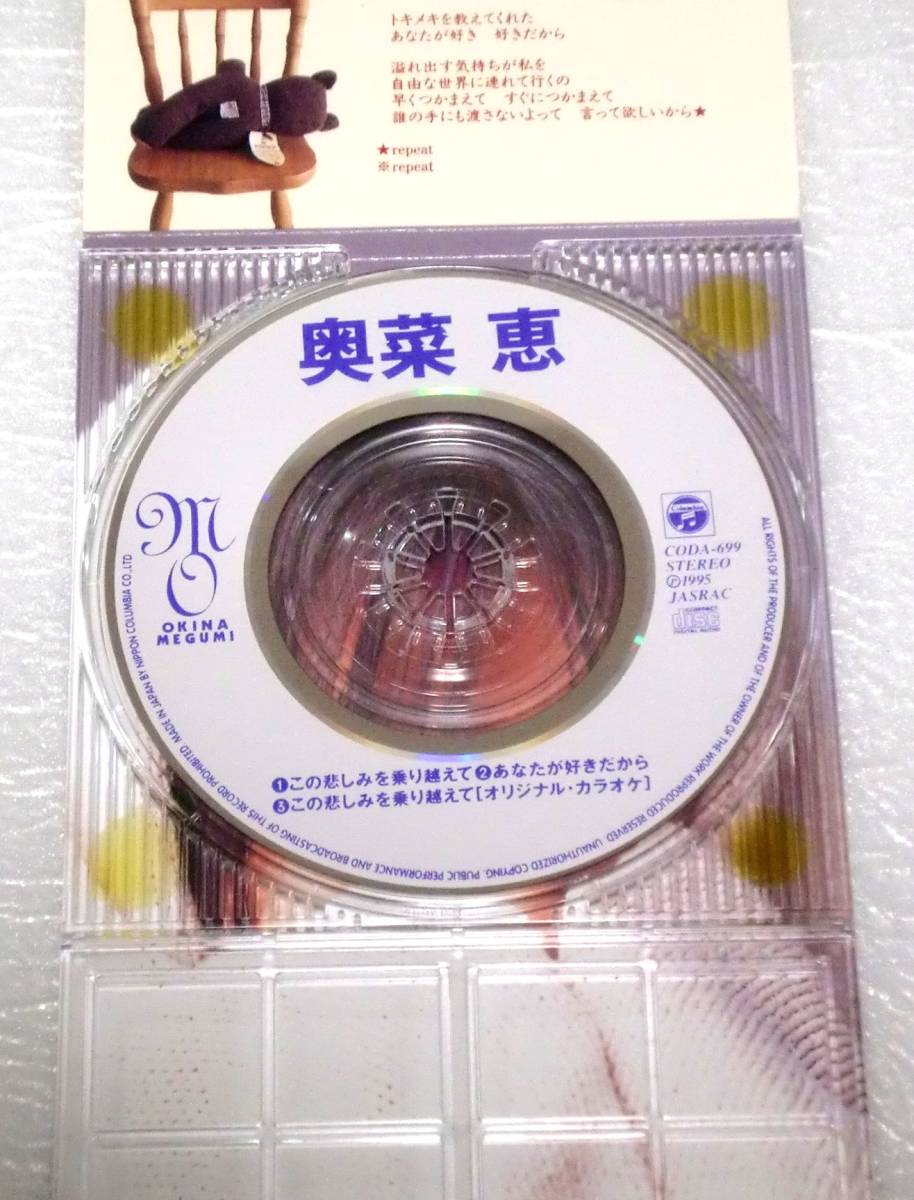 トキメキを教えてくれた
あなたが好き　好きだから
溢れ出す気持ちが私を
自由な世界に連れて行くの
早くつかまえて　すぐにつかまえて
誰の手にも渡さないよって　言って欲しいから★
★repeat
※repeat
奥菜 恵
MO
OKINA
MEGUMI
Columbia
CODA-699
STEREO
Ⓟ1995
JASRAC
COMPACT
disc
DIGITAL AUDIO
❶この悲しみを乗り越えて❷あなたが好きだから
❸この悲しみを乗り越えて[オリジナル・カラオケ]
ALL RIGHTS OF THE PRODUCER AND OF THE OWNER OF THE WORK REPRODUCED RESERVED. UNAUTHORIZED COPYING, PUBLIC PERFORMANCE AND BROADCASTING OF THIS RECORD PROHIBITED. MADE IN JAPAN BY NIPPON COLUMBIA CO., LTD